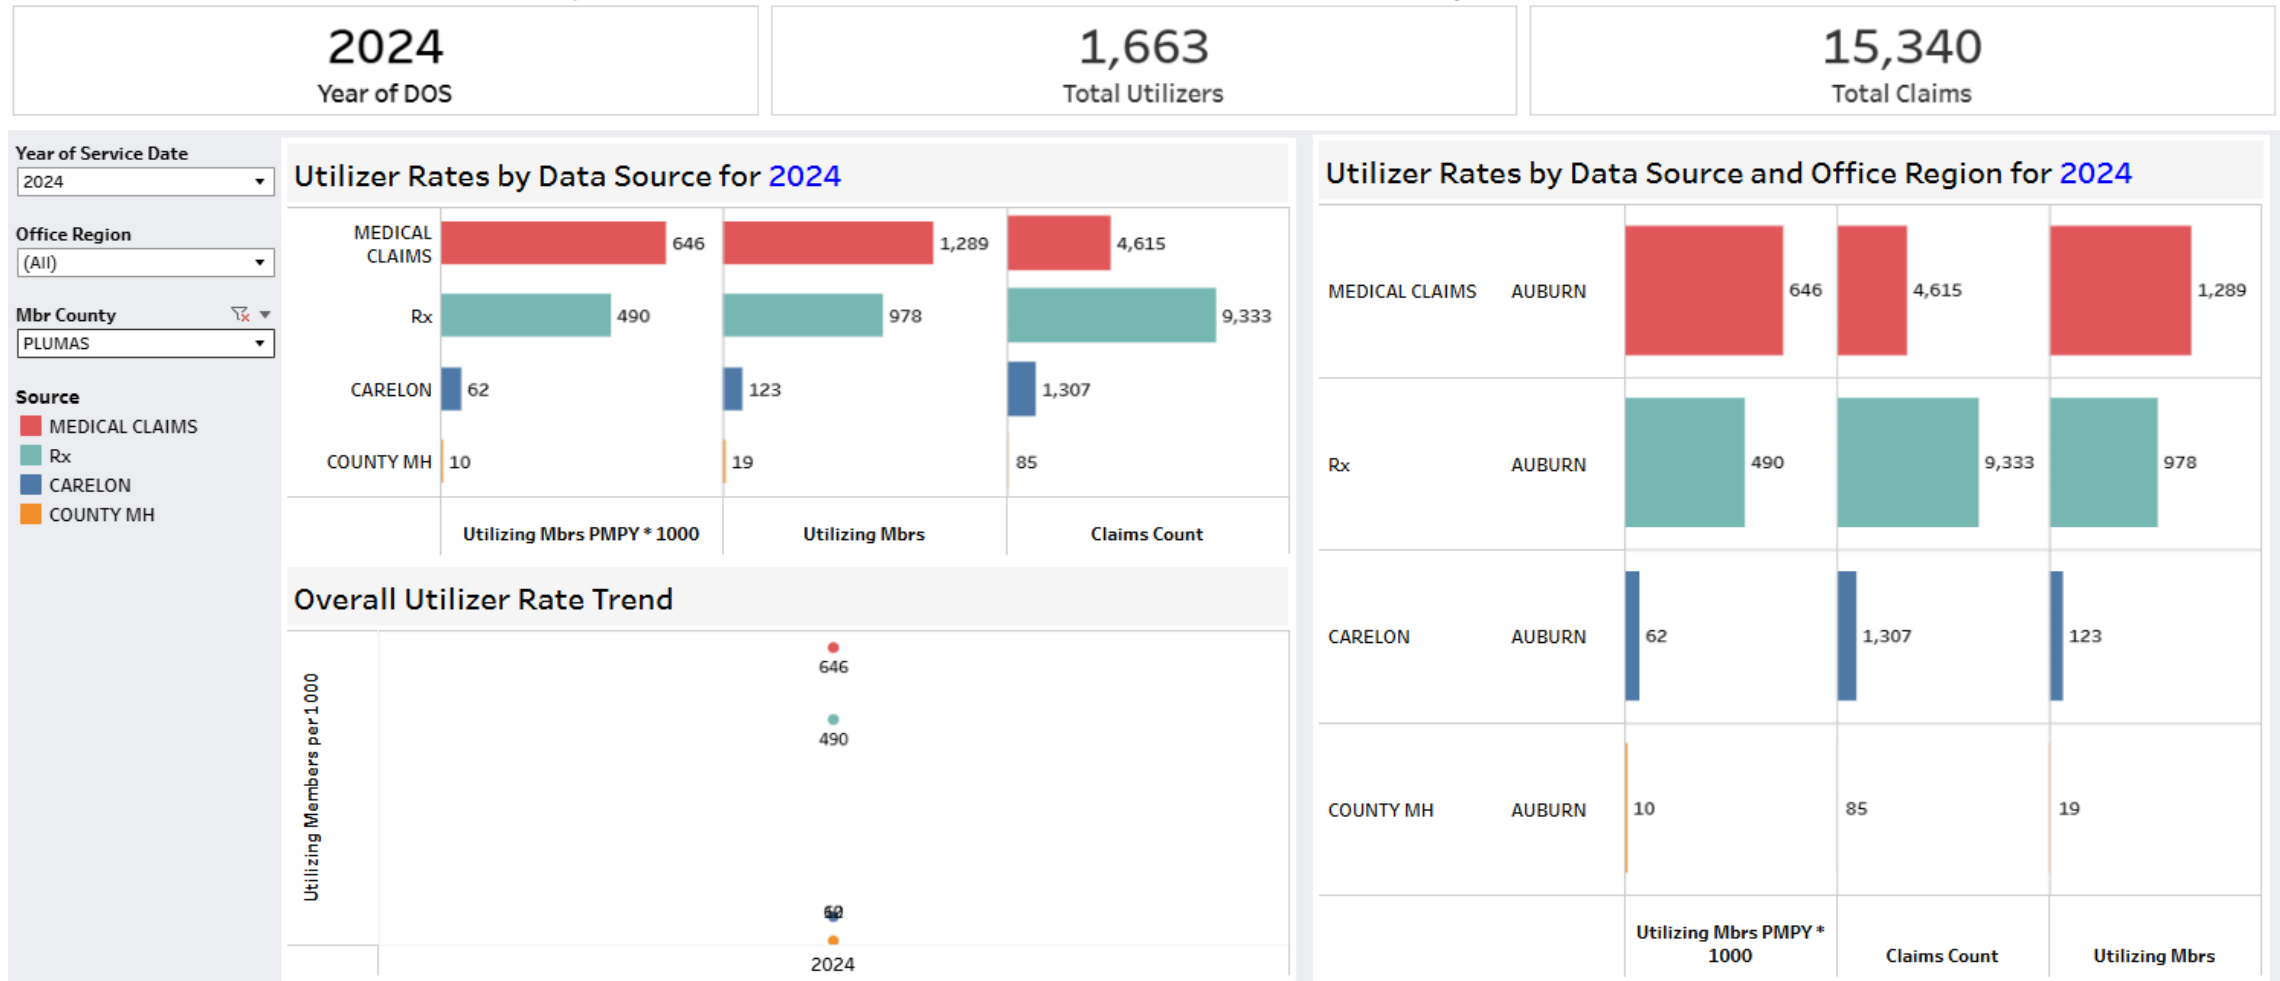 2024
Year of DOS
1,663
Total Utilizers
15,340
Total Claims
Year of Service Date
2024
Office Region
(All)
Mbr County
PLUMAS
Source
MEDICAL CLAIMS
Rx
CARELON
COUNTY MH
Utilizer Rates by Data Source for 2024
MEDICAL
CLAIMS
646
1,289
4,615
Rx
490
978
9,333
CARELON
62
123
1,307
COUNTY MH
10
19
85
Utilizing Mbrs PMPY * 1000
Utilizing Mbrs
Claims Count
Overall Utilizer Rate Trend
Utilizing Members per 1000
646
490
2024
Utilizer Rates by Data Source and Office Region for 2024
MEDICAL CLAIMS AUBURN 646 4,615 1,289
Rx AUBURN 490 9,333 978
CARELON AUBURN 62 1,307 123
COUNTY MH AUBURN 10 85 19
Utilizing Mbrs PMPY *
1000
Claims Count
Utilizing Mbrs